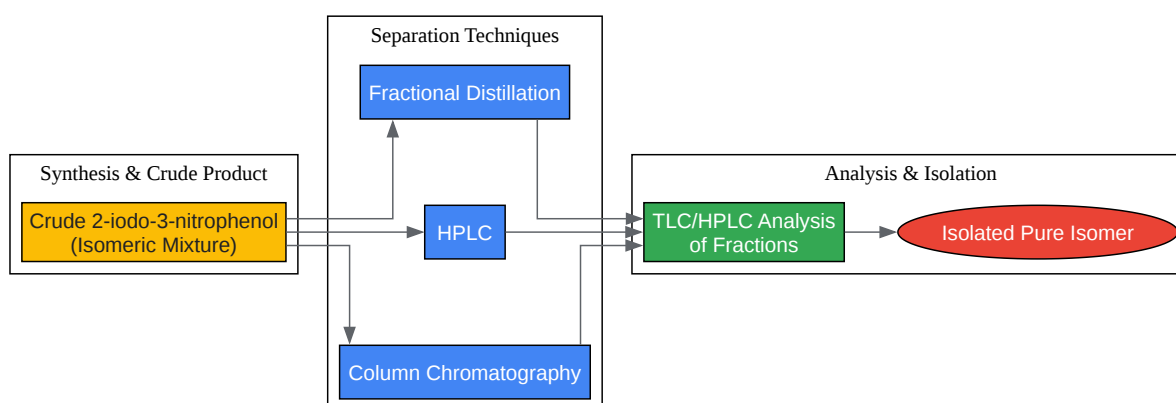 Separation Techniques
Fractional Distillation
Synthesis & Crude Product
Crude 2-iodo-3-nitrophenol
(Isomeric Mixture)
HPLC
Column Chromatography
Analysis & Isolation
TLC/HPLC Analysis
of Fractions
Isolated Pure Isomer